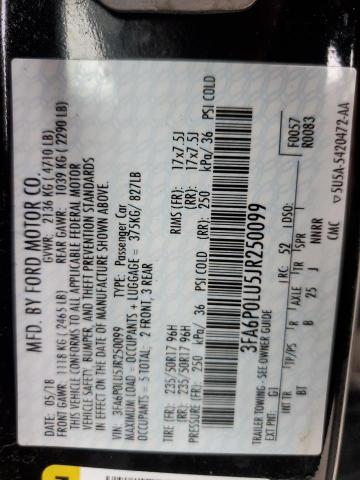 MFD. BY FORD MOTOR CO.
DATE: 05/18 GVWR: 2136 KG ( 4710 LB)
FRONT GAWR: 1118 KG ( 2465 LB) REAR GAWR: 1039 KG ( 2290 LB)
THIS VEHICLE CONFORMS TO ALL APPLICABLE FEDERAL MOTOR
VEHICLE SAFETY, BUMPER, AND THEFT PREVENTION STANDARDS
IN EFFECT ON THE DATE OF MANUFACTURE SHOWN ABOVE.
VIN: 3FA6P0LU5JR250099 TYPE: Passenger Car
MAXIMUM LOAD = OCCUPANTS + LUGGAGE = 375KG/ 827LB
OCCUPANTS = 5 TOTAL: 2 FRONT, 3 REAR
TIRE (FR): 235/50R17 96H RIMS (FR): 17x7.5J
(RR): 235/50R17 96H (RR): 17x7.5J
PRESSURE (FR): 250 kPa/ 36 PSI COLD (RR): 250 kPa/ 36 PSI COLD
3FA6P0LU5JR250099
TRAILER TOWING- SEE OWNER GUIDE
F0057
R0083
EXT PNT: G1 RC: 52 DSO:
INT TR TP/PS R AXLE TR SPR
BT B 25 J NNRR
CMC 5U5A-5420472-AA